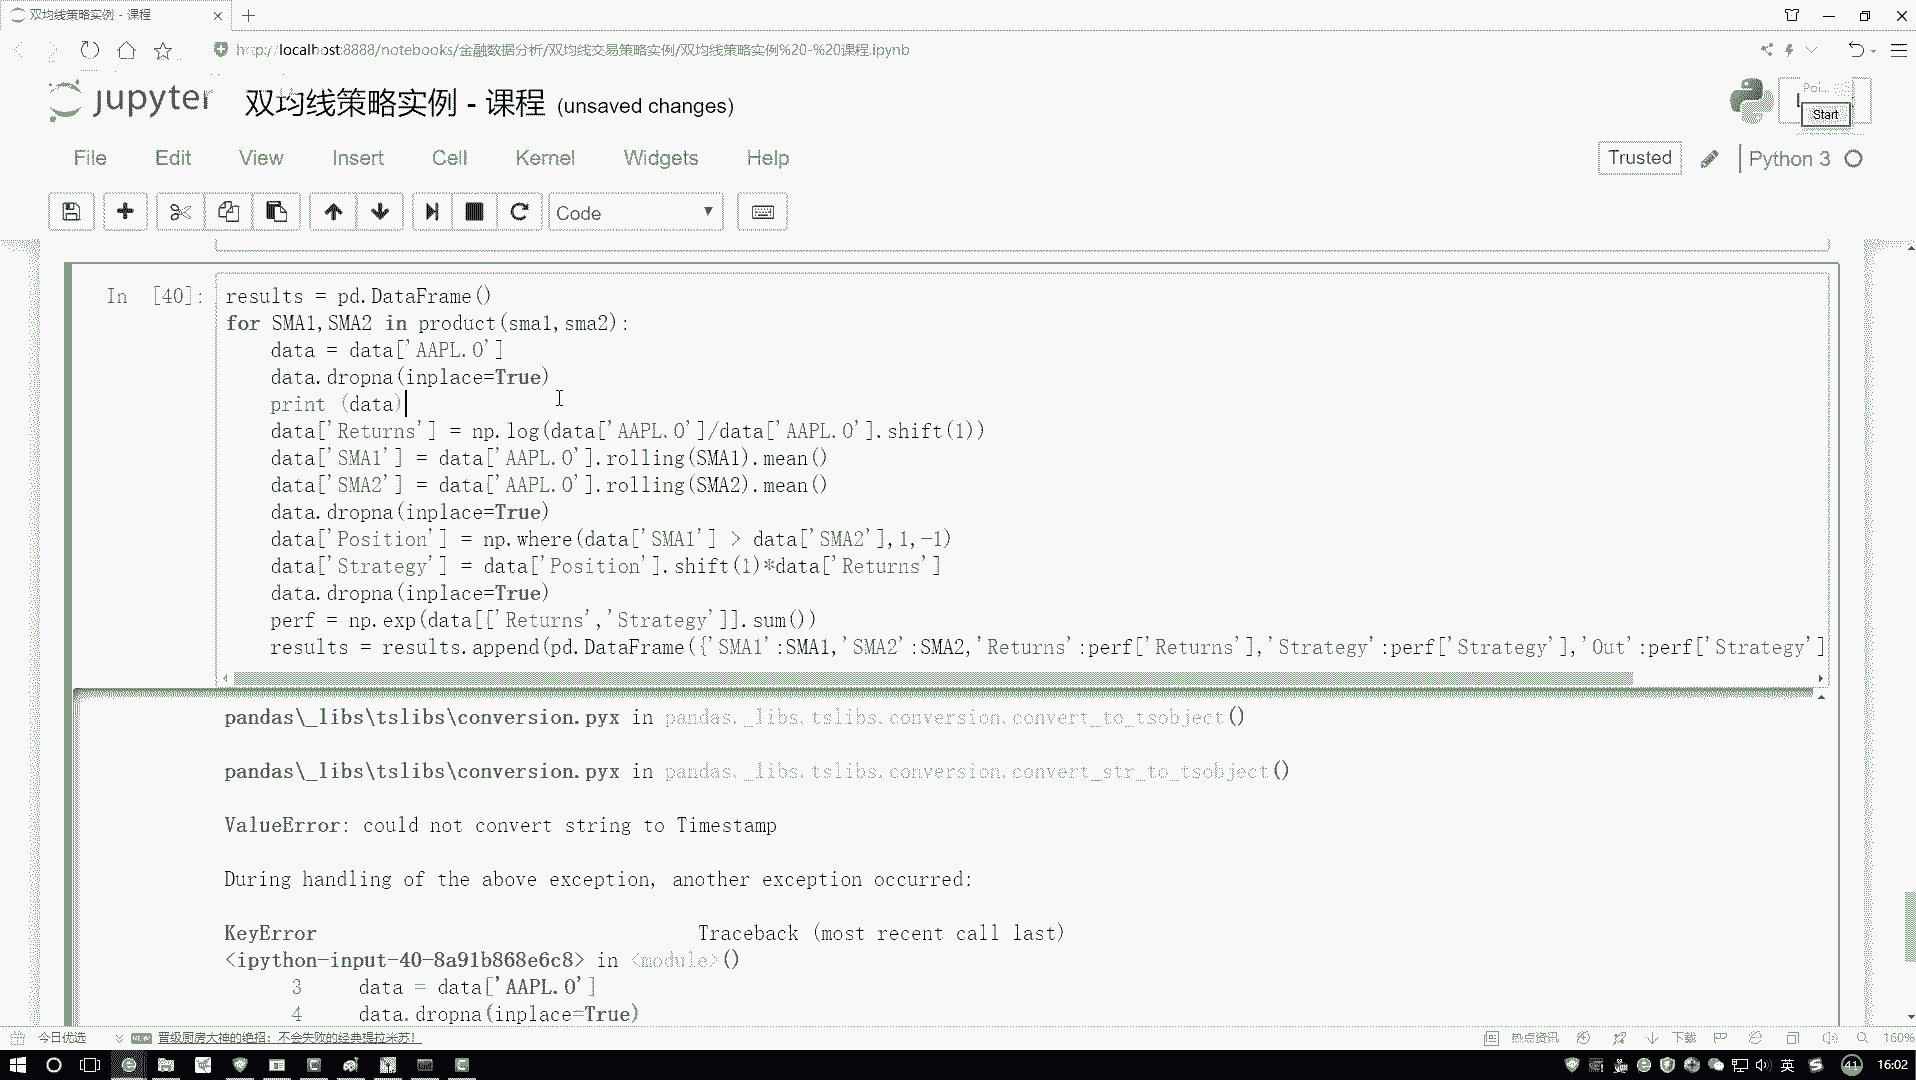 双均线策略实例 - 课程
http://localhost:8888/notebooks/金融数据分析/双均线交易策略实例/双均线策略实例%20-%20课程.ipynb
jupyter 双均线策略实例 - 课程 (unsaved changes)
Poi...
Start
File Edit View Insert Cell Kernel Widgets Help
Trusted Python 3
Code
In [40]:
results = pd.DataFrame()
for SMA1,SMA2 in product(sma1,sma2):
    data = data['AAPL.O']
    data.dropna(inplace=True)
    print (data)
    data['Returns'] = np.log(data['AAPL.O']/data['AAPL.O'].shift(1))
    data['SMA1'] = data['AAPL.O'].rolling(SMA1).mean()
    data['SMA2'] = data['AAPL.O'].rolling(SMA2).mean()
    data.dropna(inplace=True)
    data['Position'] = np.where(data['SMA1'] > data['SMA2'],1,-1)
    data['Strategy'] = data['Position'].shift(1)*data['Returns']
    data.dropna(inplace=True)
    perf = np.exp(data[['Returns','Strategy']].sum())
    results = results.append(pd.DataFrame({'SMA1':SMA1,'SMA2':SMA2,'Returns':perf['Returns'],'Strategy':perf['Strategy'],'Out':perf['Strategy']
pandas\_libs\tslibs\conversion.pyx in pandas._libs.tslibs.conversion.convert_to_tsobject()
pandas\_libs\tslibs\conversion.pyx in pandas._libs.tslibs.conversion.convert_str_to_tsobject()
ValueError: could not convert string to Timestamp
During handling of the above exception, another exception occurred:
KeyError Traceback (most recent call last)
<ipython-input-40-8a91b868e6c8> in <module>()
3 data = data['AAPL.O']
4 data.dropna(inplace=True)
今日优选 NEW 晋级厨房大神的绝招：不会失败的经典提拉米苏！ 热点资讯 下载 160%
英 41 16:02